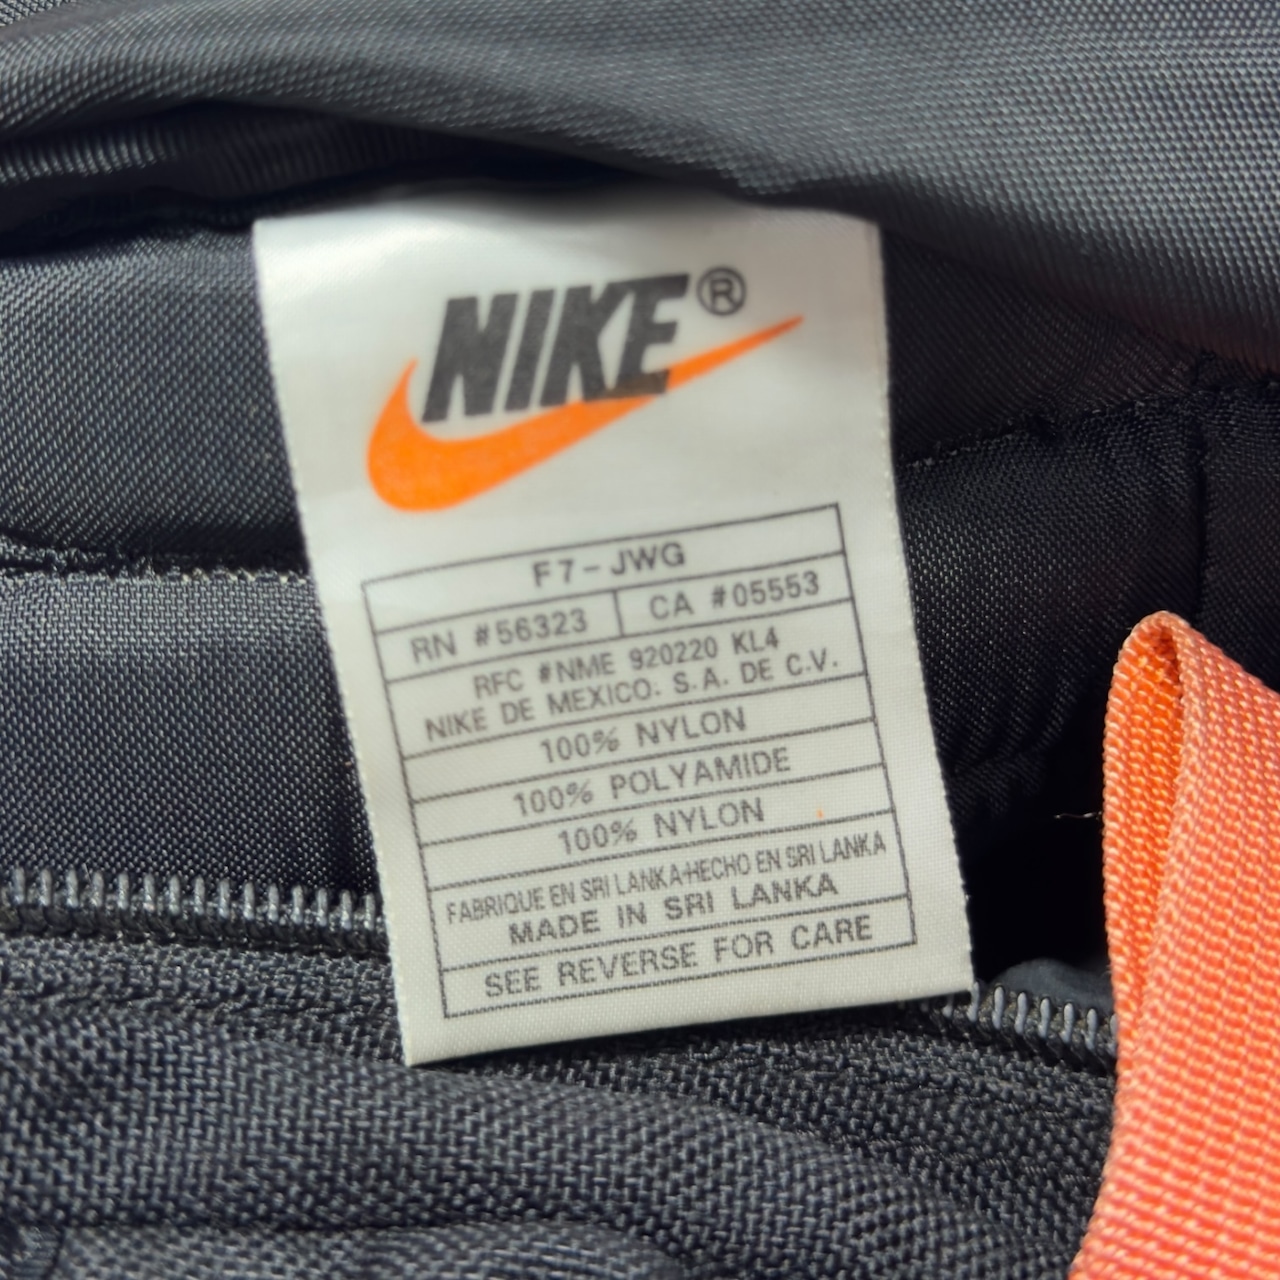 NIKE®
F7-JWG
RN #56323 CA #05553
RFC #NME 920220 KL4
NIKE DE MEXICO. S.A. DE C.V.
100% NYLON
100% POLYAMIDE
100% NYLON
FABRIQUE EN SRI LANKA-HECHO EN SRI LANKA
MADE IN SRI LANKA
SEE REVERSE FOR CARE